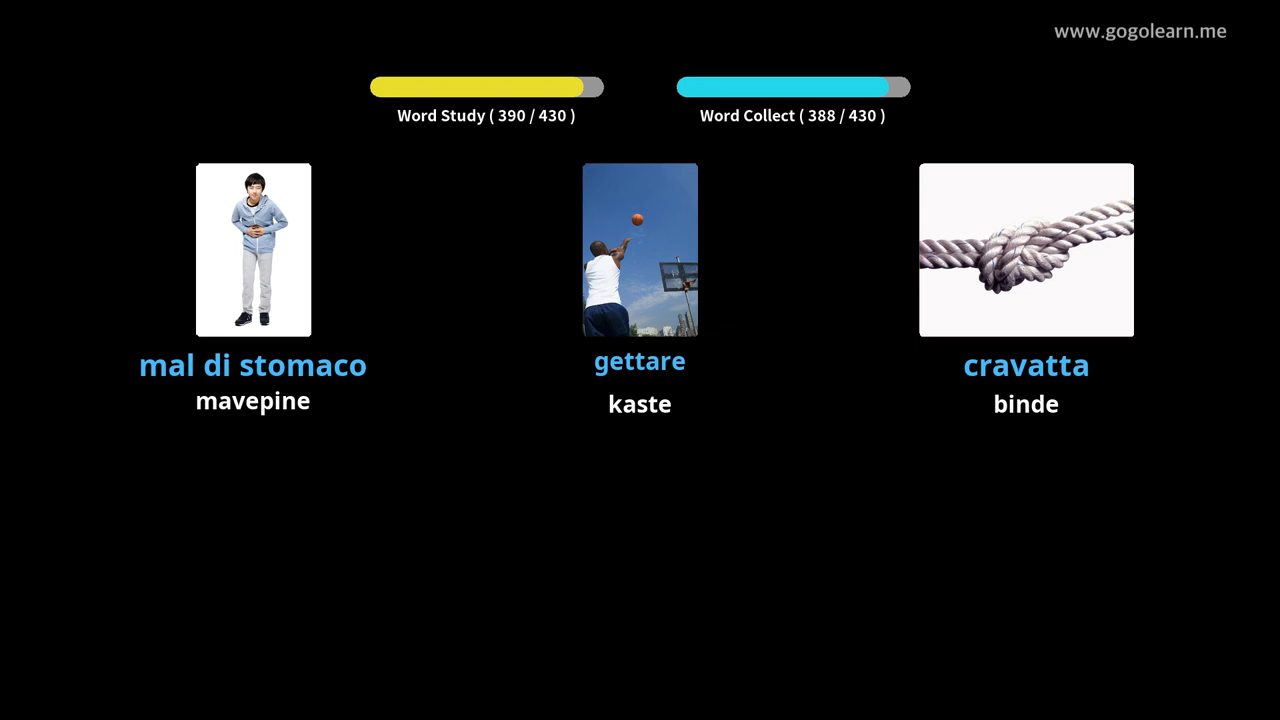 www.gogolearn.me
Word Study ( 390 / 430 )
Word Collect ( 388 / 430 )
mal di stomaco
mavepine
gettare
kaste
cravatta
binde